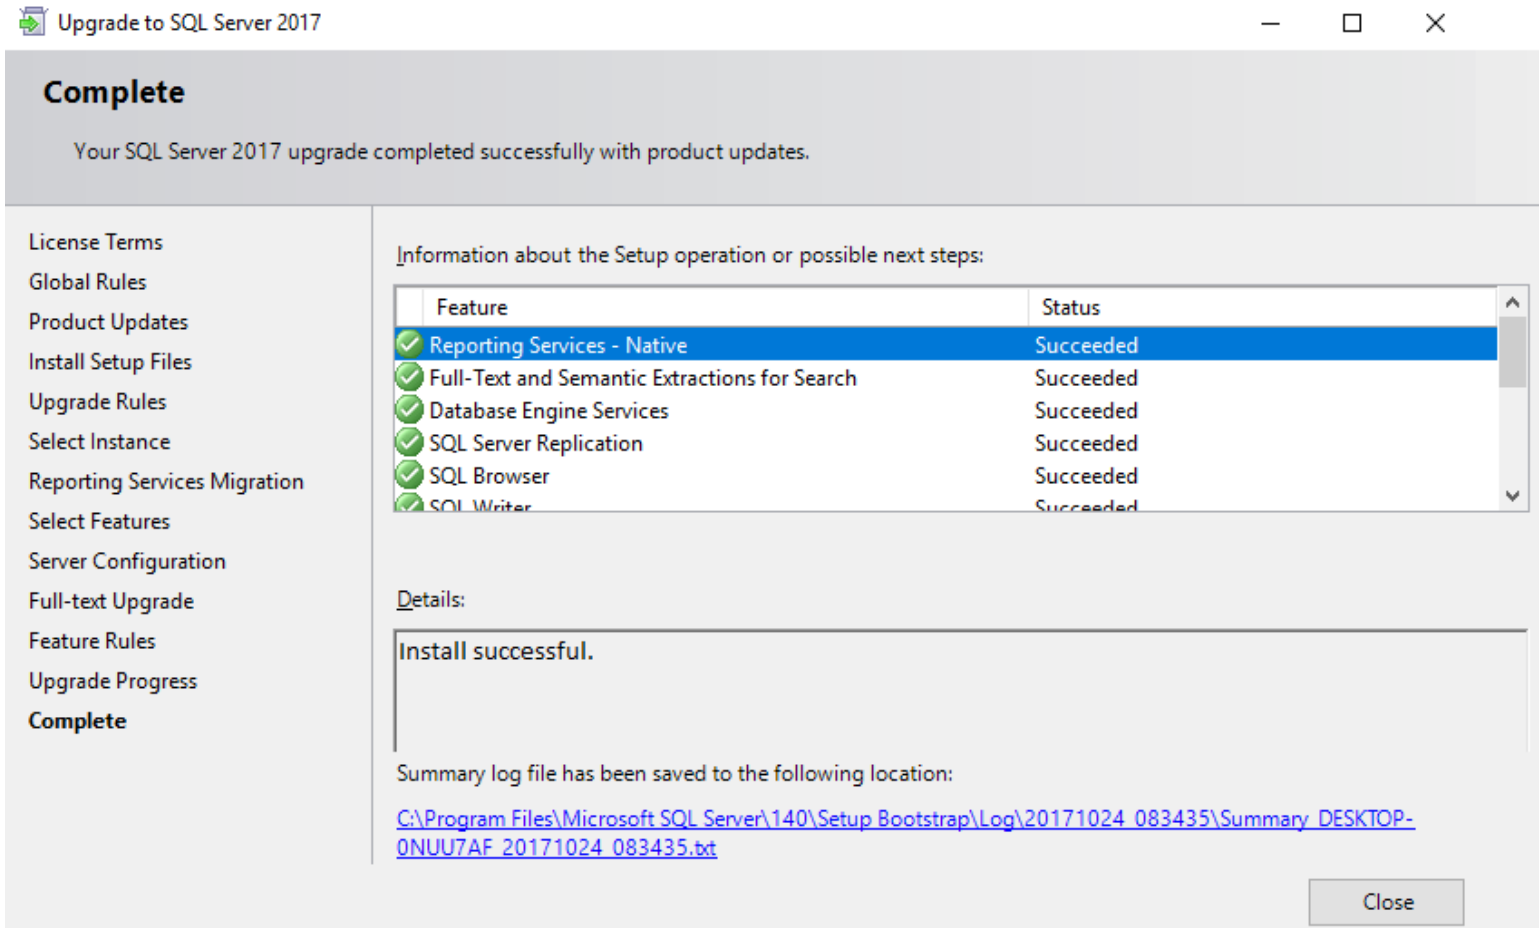 Upgrade to SQL Server 2017
Complete
Your SQL Server 2017 upgrade completed successfully with product updates.
License Terms
Global Rules
Product Updates
Install Setup Files
Upgrade Rules
Select Instance
Reporting Services Migration
Select Features
Server Configuration
Full-text Upgrade
Feature Rules
Upgrade Progress
Complete
Information about the Setup operation or possible next steps:
Feature Status
Reporting Services - Native Succeeded
Full-Text and Semantic Extractions for Search Succeeded
Database Engine Services Succeeded
SQL Server Replication Succeeded
SQL Browser Succeeded
SQL Writer Succeeded
Details:
Install successful.
Summary log file has been saved to the following location:
C:\Program Files\Microsoft SQL Server\140\Setup Bootstrap\Log\20171024_083435\Summary_DESKTOP-
0NUU7AF_20171024_083435.txt
Close